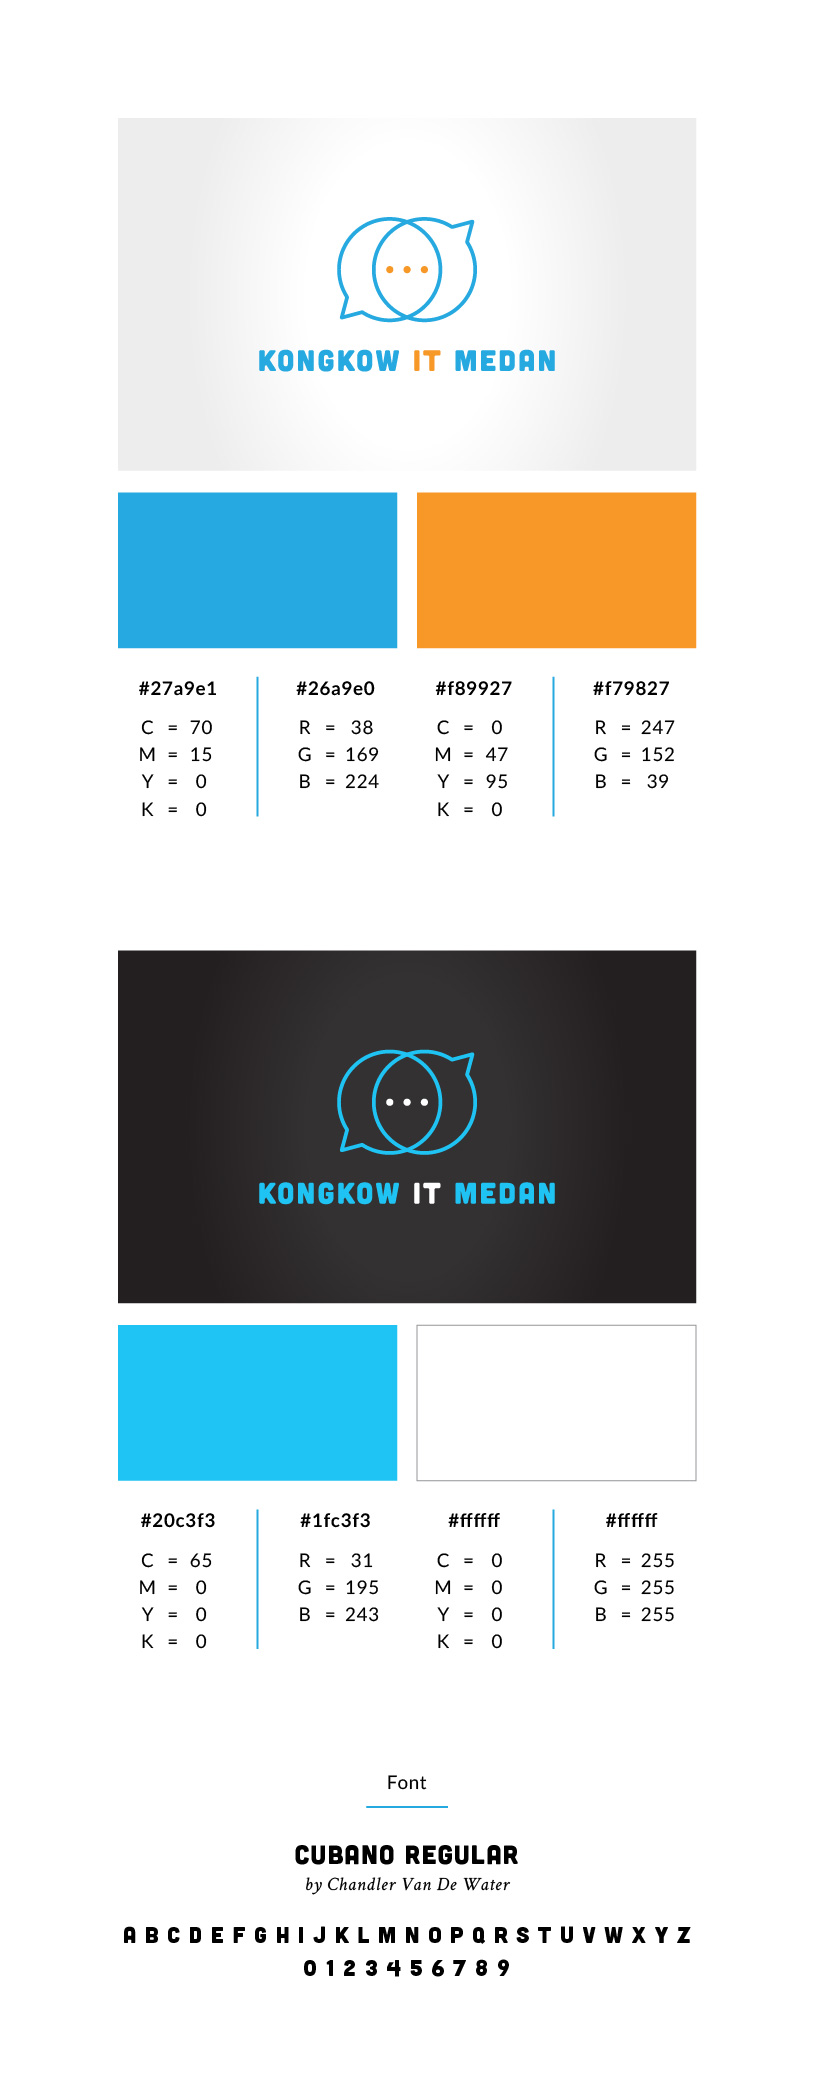 KONGKOW IT MEDAN
#27a9e1 #26a9e0 #f89927 #f79827
C = 70 R = 38 C = 0 R = 247
M = 15 G = 169 M = 47 G = 152
Y = 0 B = 224 Y = 95 B = 39
K = 0 K = 0
KONGKOW IT MEDAN
#20c3f3 #1fc3f3 #ffffff #ffffff
C = 65 R = 31 C = 0 R = 255
M = 0 G = 195 M = 0 G = 255
Y = 0 B = 243 Y = 0 B = 255
K = 0 K = 0
Font
CUBANO REGULAR
by Chandler Van De Water
A B C D E F G H I J K L M N O P Q R S T U V W X Y Z
0 1 2 3 4 5 6 7 8 9